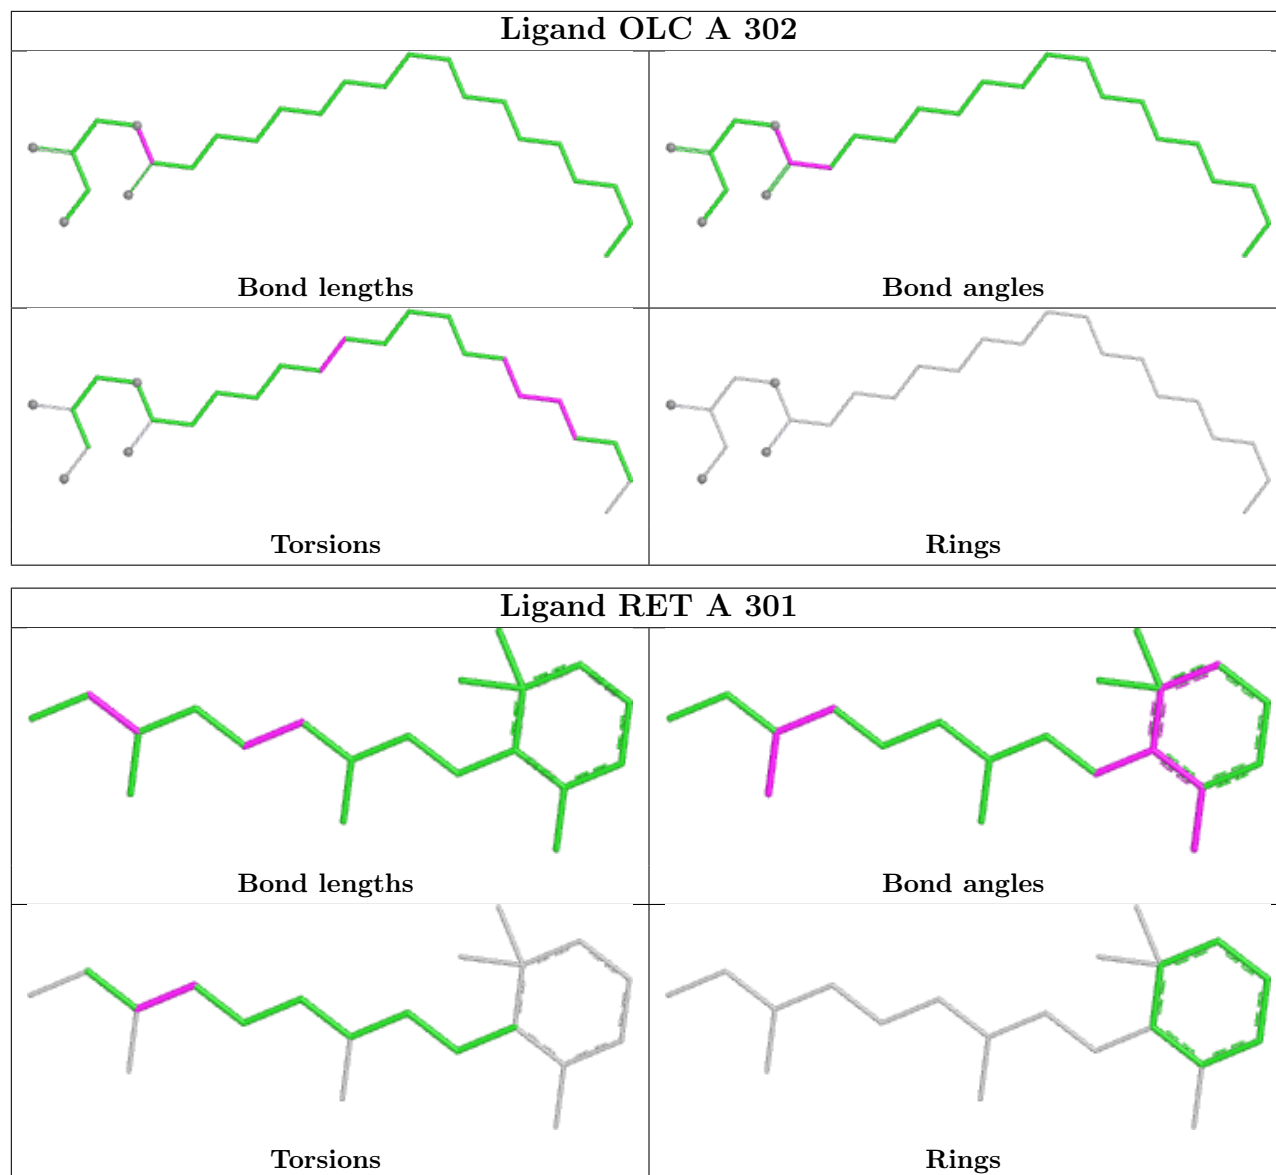 Ligand OLC A 302
Bond lengths
Bond angles
Torsions
Rings
Ligand RET A 301
Bond lengths
Bond angles
Torsions
Rings